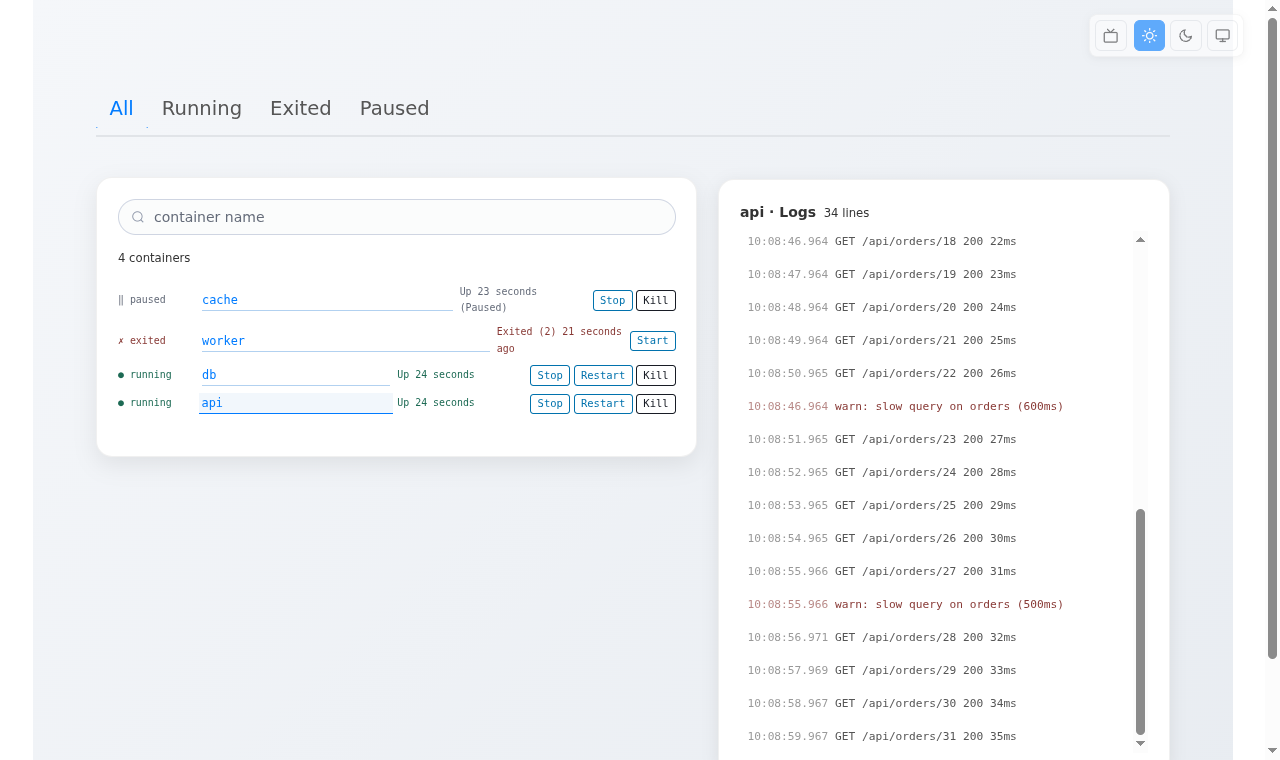 All Running Exited Paused
container name
4 containers
‖ paused cache Up 23 seconds (Paused) Stop Kill
✗ exited worker Exited (2) 21 seconds ago Start
● running db Up 24 seconds Stop Restart Kill
● running api Up 24 seconds Stop Restart Kill
api · Logs 34 lines
10:08:46.964 GET /api/orders/18 200 22ms
10:08:47.964 GET /api/orders/19 200 23ms
10:08:48.964 GET /api/orders/20 200 24ms
10:08:49.964 GET /api/orders/21 200 25ms
10:08:50.965 GET /api/orders/22 200 26ms
10:08:46.964 warn: slow query on orders (600ms)
10:08:51.965 GET /api/orders/23 200 27ms
10:08:52.965 GET /api/orders/24 200 28ms
10:08:53.965 GET /api/orders/25 200 29ms
10:08:54.965 GET /api/orders/26 200 30ms
10:08:55.966 GET /api/orders/27 200 31ms
10:08:55.966 warn: slow query on orders (500ms)
10:08:56.971 GET /api/orders/28 200 32ms
10:08:57.969 GET /api/orders/29 200 33ms
10:08:58.967 GET /api/orders/30 200 34ms
10:08:59.967 GET /api/orders/31 200 35ms